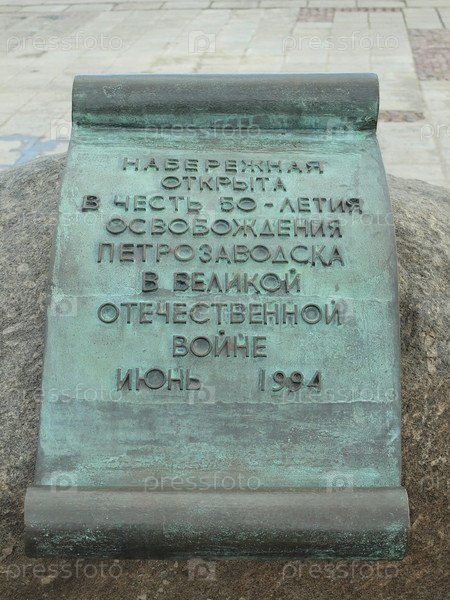 НАБЕРЕЖНАЯ
ОТКРЫТА
В ЧЕСТЬ 50-ЛЕТИЯ
ОСВОБОЖДЕНИЯ
ПЕТРОЗАВОДСКА
В ВЕЛИКОЙ
ОТЕЧЕСТВЕННОЙ
ВОЙНЕ
ИЮНЬ 1994